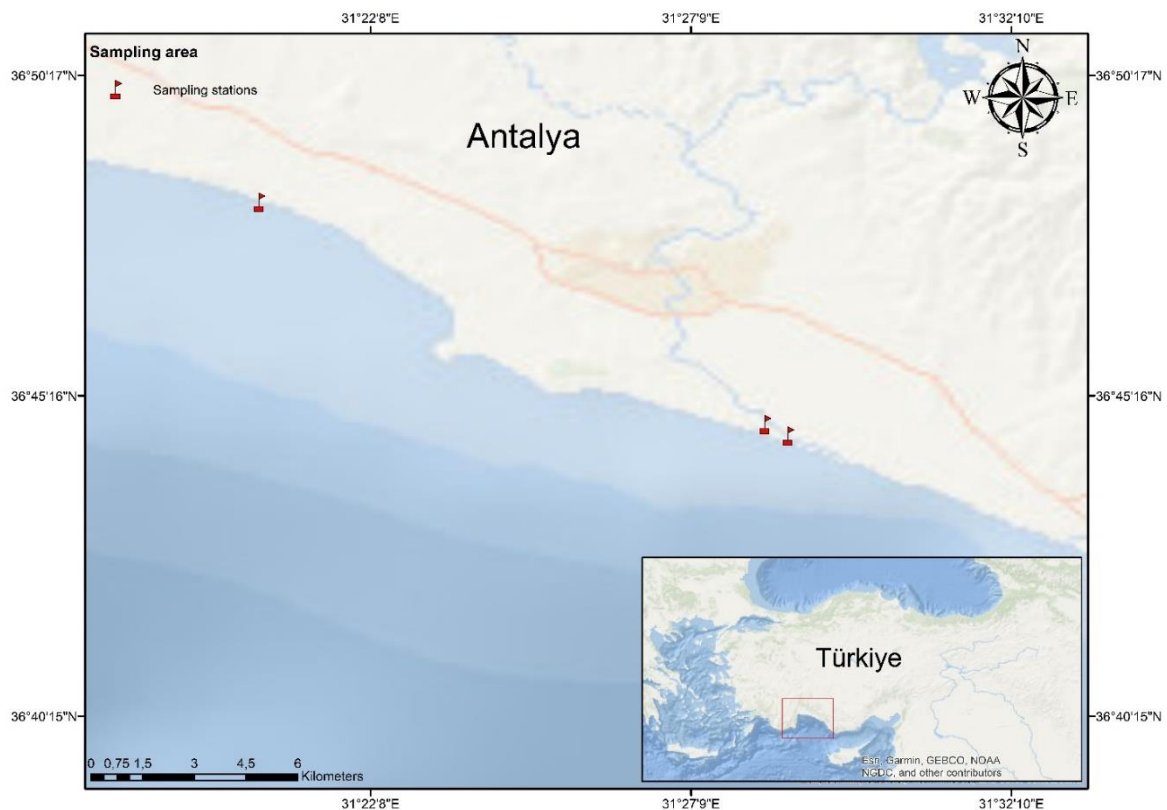 31°22'8"E 31°27'9"E 31°32'10"E
Sampling area
N
36°50'17"N 36°50'17"N
Sampling stations
W E
Antalya
S
36°45'16"N 36°45'16"N
Türkiye
36°40'15"N 36°40'15"N
0 0,75 1,5 3 4,5 6
Kilometers
Esri, Garmin, GEBCO, NOAA
NGDC, and other contributors
31°22'8"E 31°27'9"E 31°32'10"E